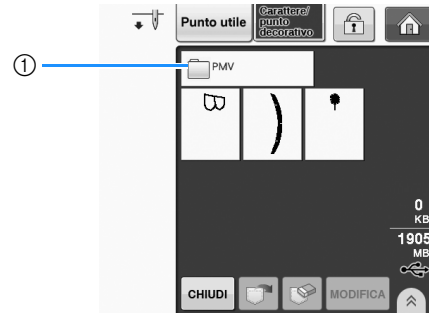 Punto utile
Carattere/
punto
decorativo
①
PMV
0
KB
1905
MB
CHIUDI
MODIFICA